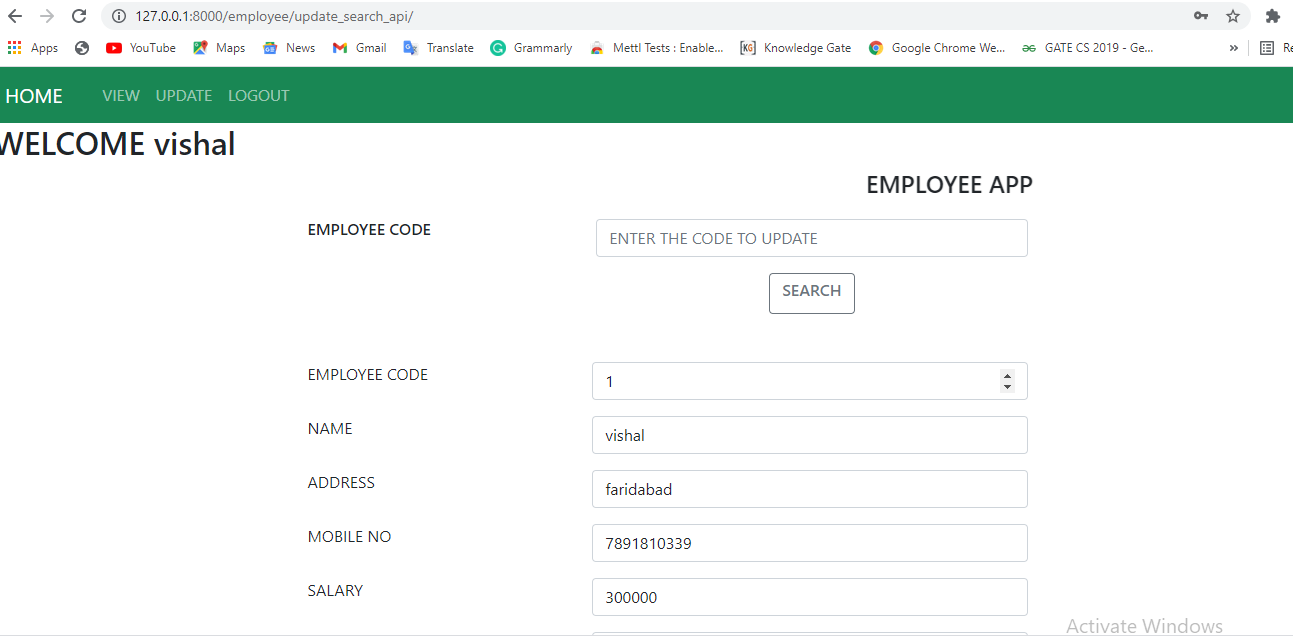 127.0.0.1:8000/employee/update_search_api/
Apps YouTube Maps News Gmail Translate Grammarly Mettl Tests : Enable... Knowledge Gate Google Chrome We... GATE CS 2019 - Ge... » Re
HOME VIEW UPDATE LOGOUT
WELCOME vishal
EMPLOYEE APP
EMPLOYEE CODE ENTER THE CODE TO UPDATE
SEARCH
EMPLOYEE CODE 1
NAME vishal
ADDRESS faridabad
MOBILE NO 7891810339
SALARY 300000
Activate Windows